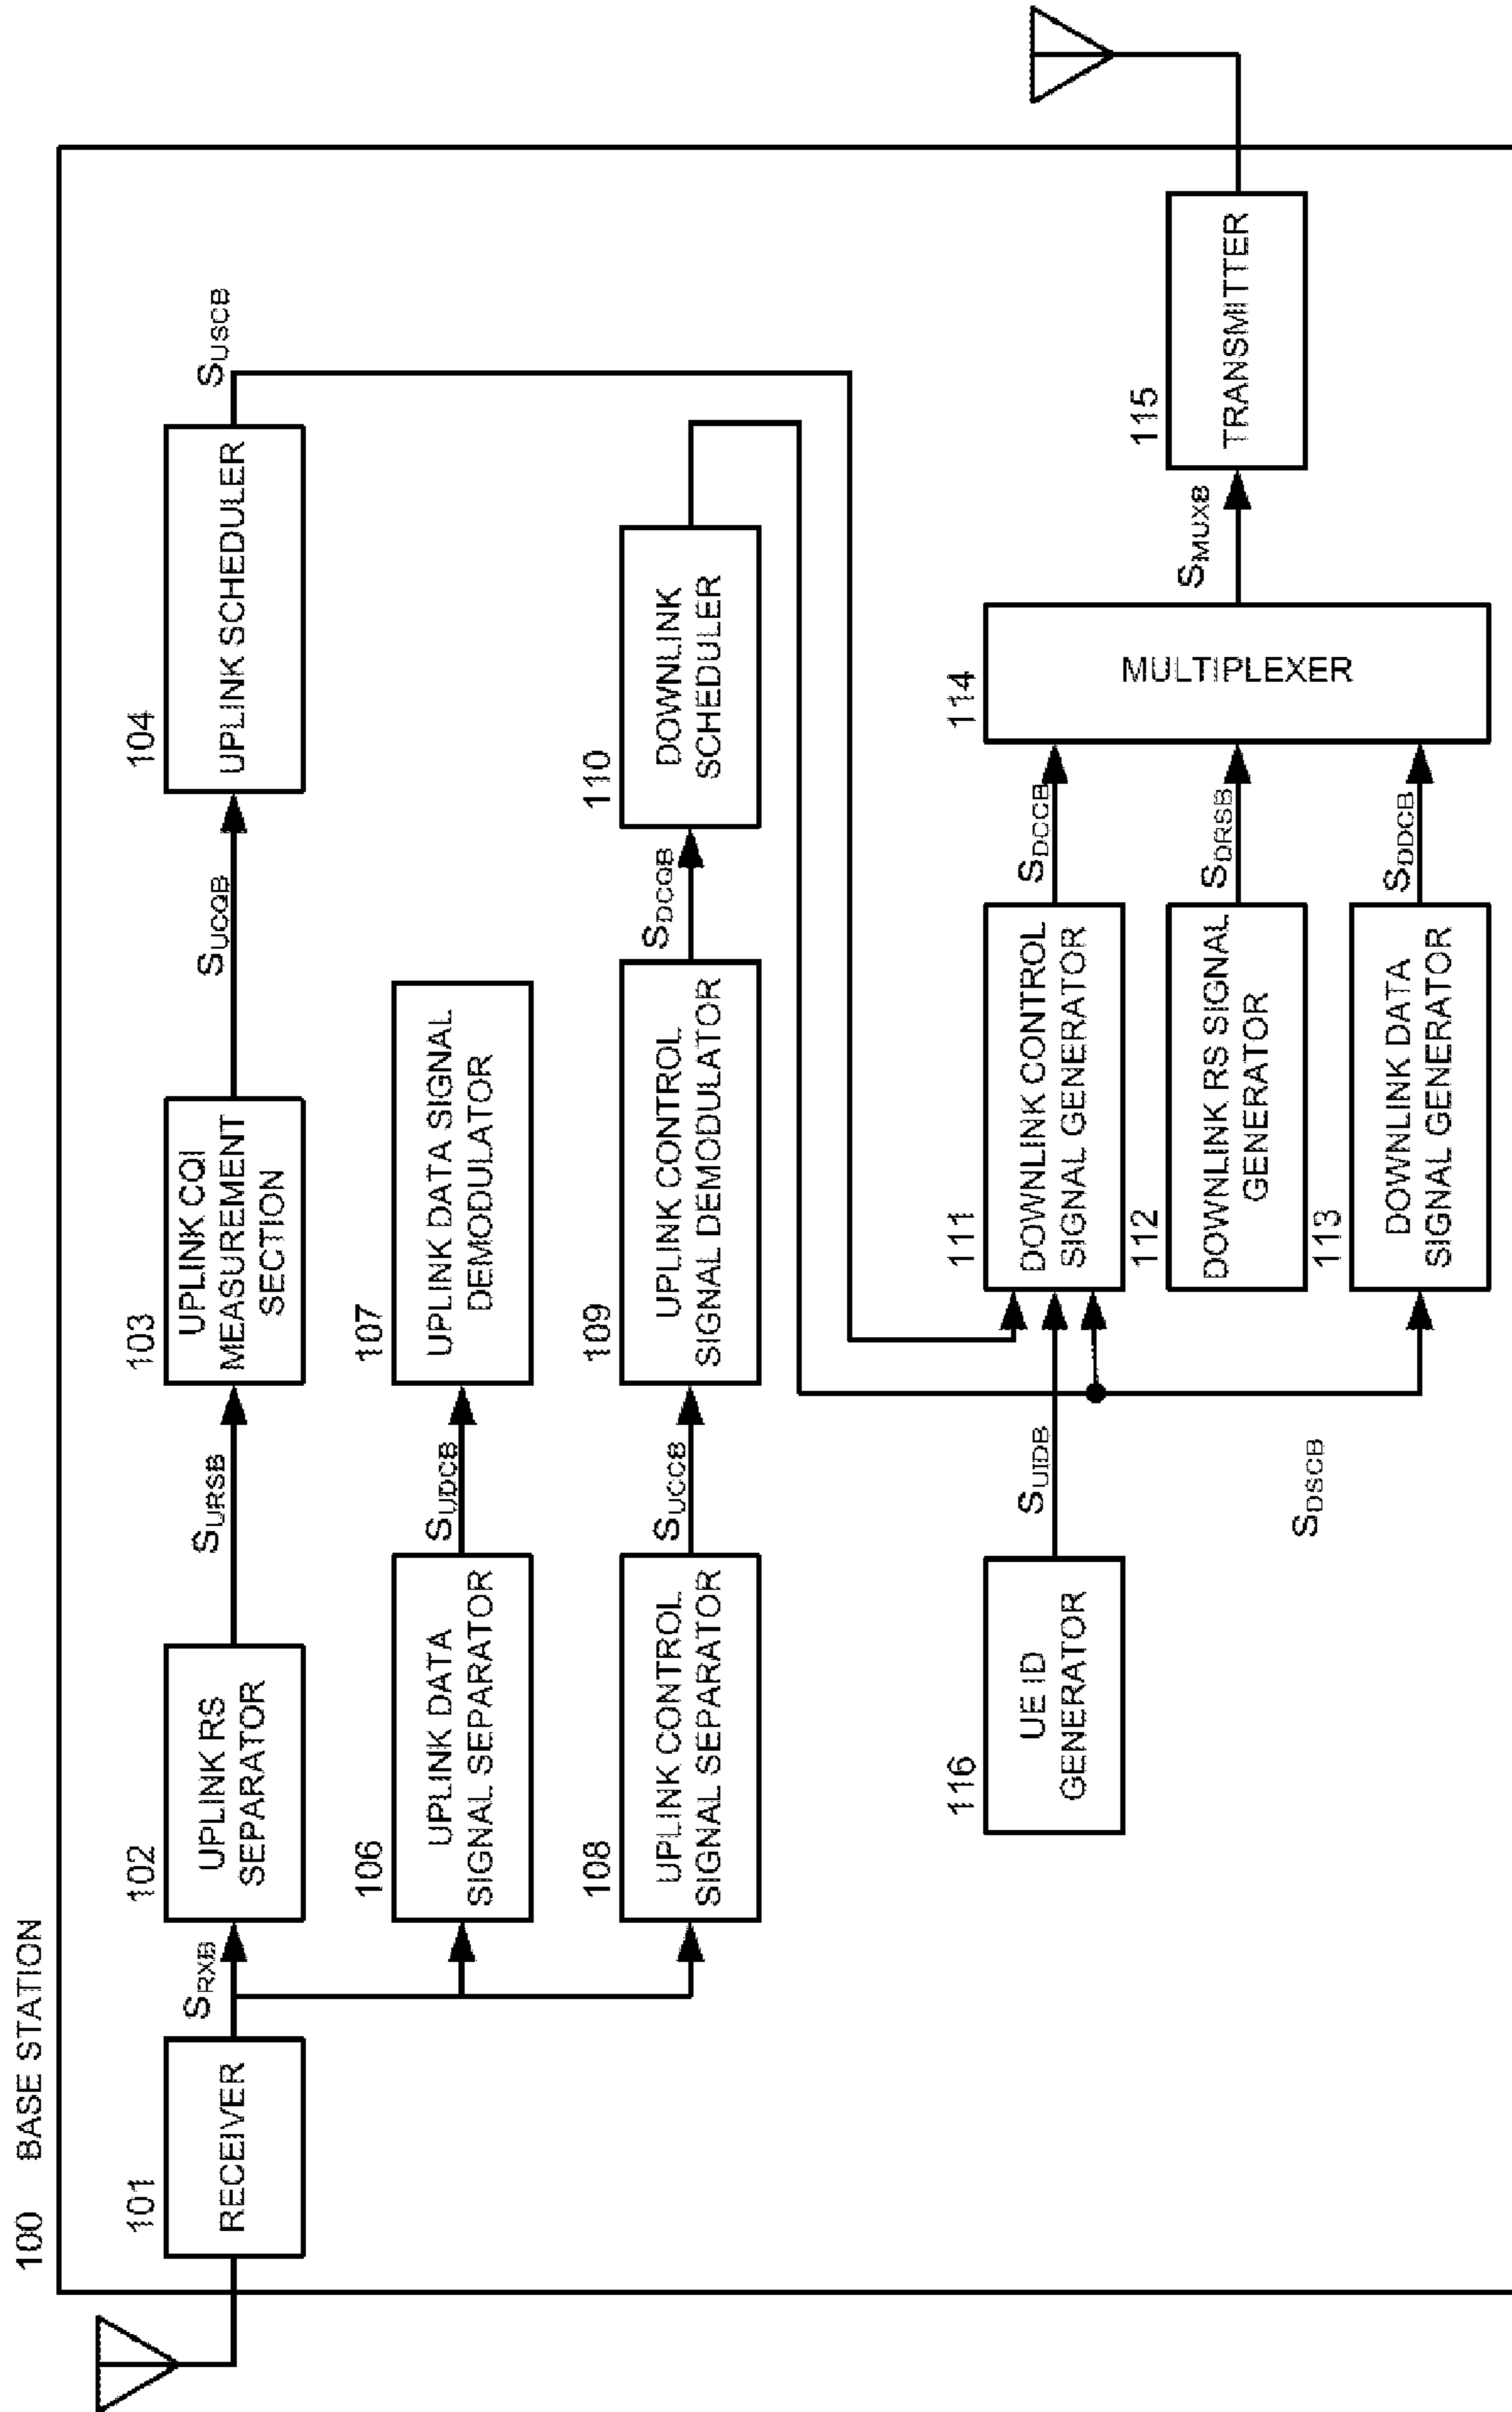 100 BASE STATION
101
RECEIVER
SRXB
102
UPLINK RS
SEPARATOR
SURSB
103
UPLINK CQI
MEASUREMENT
SECTION
SUCQB
104
UPLINK SCHEDULER
SUSCB
106
UPLINK DATA
SIGNAL SEPARATOR
SUDCB
107
UPLINK DATA SIGNAL
DEMODULATOR
108
UPLINK CONTROL
SIGNAL SEPARATOR
SUCCB
109
UPLINK CONTROL
SIGNAL DEMODULATOR
SDCQB
110
DOWNLINK
SCHEDULER
116
UE ID
GENERATOR
SUIDB
SDSCB
111
DOWNLINK CONTROL
SIGNAL GENERATOR
SDCCB
112
DOWNLINK RS SIGNAL
GENERATOR
SDRSB
113
DOWNLINK DATA
SIGNAL GENERATOR
SDDCB
114
MULTIPLEXER
SMUXB
115
TRANSMITTER